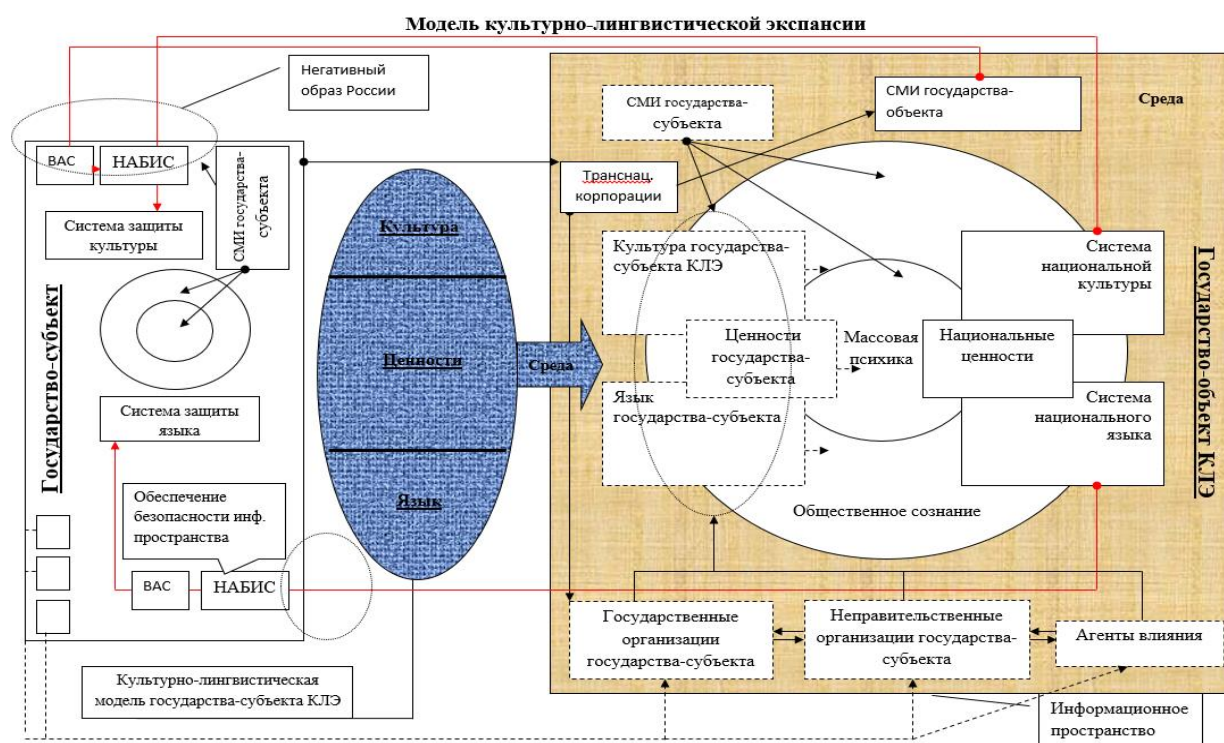 Модель культурно-лингвистической экспансии
Негативный
образ России
ВАС
НАБИС
СМИ государства-
субъекта
Система защиты
культуры
Государство-субъект
Система защиты
языка
Обеспечение
безопасности инф.
пространства
ВАС
НАБИС
Культурно-лингвистическая
модель государства-субъекта КЛЭ
Культура
Ценности
Язык
Среда
СМИ государства-
субъекта
СМИ государства-
объекта
Среда
Транснац.
корпорации
Культура государства-
субъекта КЛЭ
Ценности
государства-
субъекта
Язык
государства-субъекта
Массовая
психика
Национальные
ценности
Система
национальной
культуры
Система
национального
языка
Общественное сознание
Государство-объект КЛЭ
Государственные
организации
государства-субъекта
Неправительственные
организации государства-
субъекта
Агенты влияния
Информационное
пространство